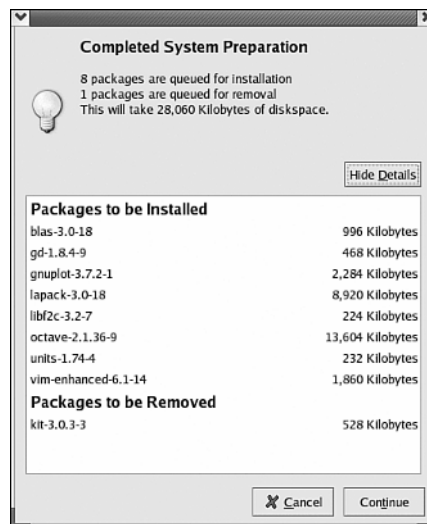 Completed System Preparation
8 packages are queued for installation
1 packages are queued for removal
This will take 28,060 Kilobytes of diskspace.
Hide Details
Packages to be Installed
blas-3.0-18 996 Kilobytes
gd-1.8.4-9 468 Kilobytes
gnuplot-3.7.2-1 2,284 Kilobytes
lapack-3.0-18 8,920 Kilobytes
libf2c-3.2-7 224 Kilobytes
octave-2.1.36-9 13,604 Kilobytes
units-1.74-4 232 Kilobytes
vim-enhanced-6.1-14 1,860 Kilobytes
Packages to be Removed
kit-3.0.3-3 528 Kilobytes
Cancel Continue